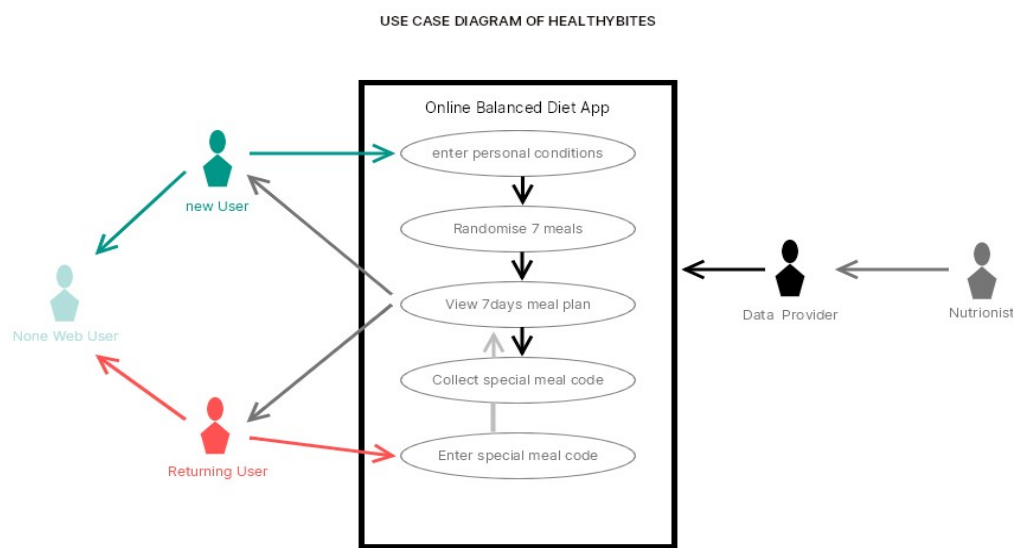 USE CASE DIAGRAM OF HEALTHYBITES
Online Balanced Diet App
enter personal conditions
new User
Randomise 7 meals
View 7days meal plan
Data Provider
Nutrionist
None Web User
Collect special meal code
Enter special meal code
Returning User